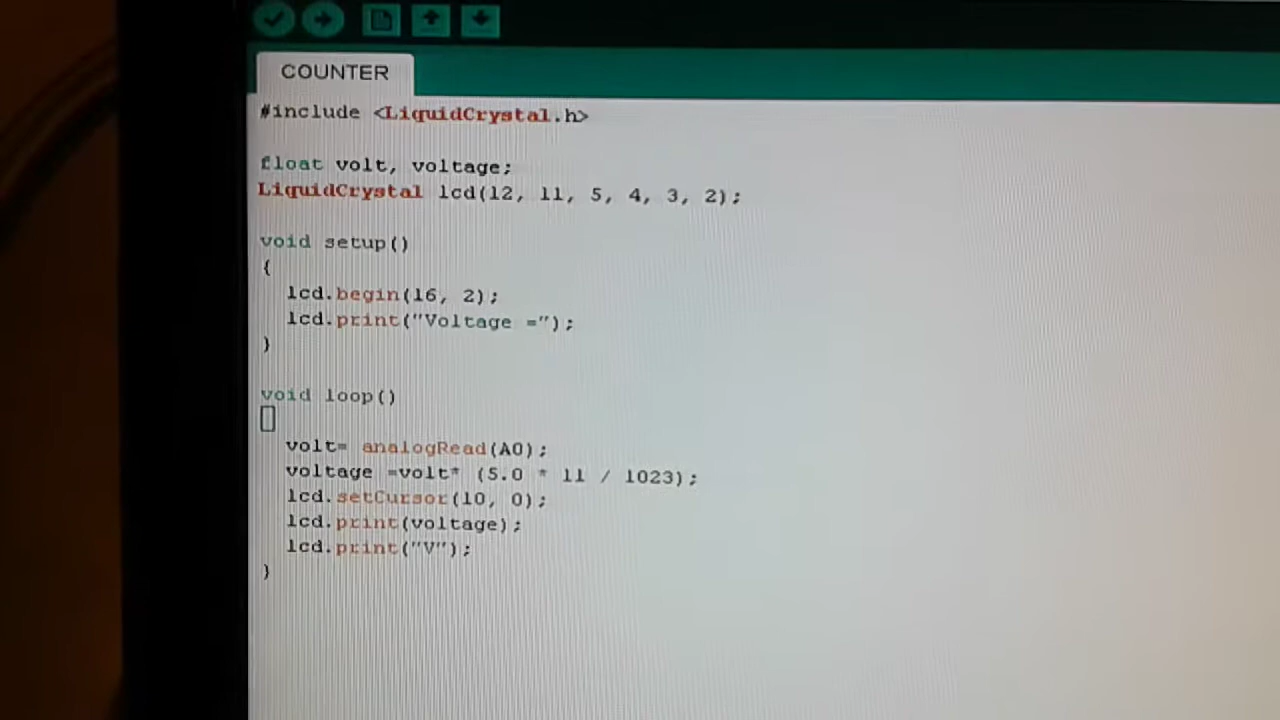 COUNTER
#include <LiquidCrystal.h>
float volt, voltage;
LiquidCrystal lcd(12, 11, 5, 4, 3, 2);
void setup()
{
lcd.begin(16, 2);
lcd.print("Voltage =");
}
void loop()
volt= analogRead(A0);
voltage =volt* (5.0 * 11 / 1023);
lcd.setCursor(10, 0);
lcd.print(voltage);
lcd.print("V");
}